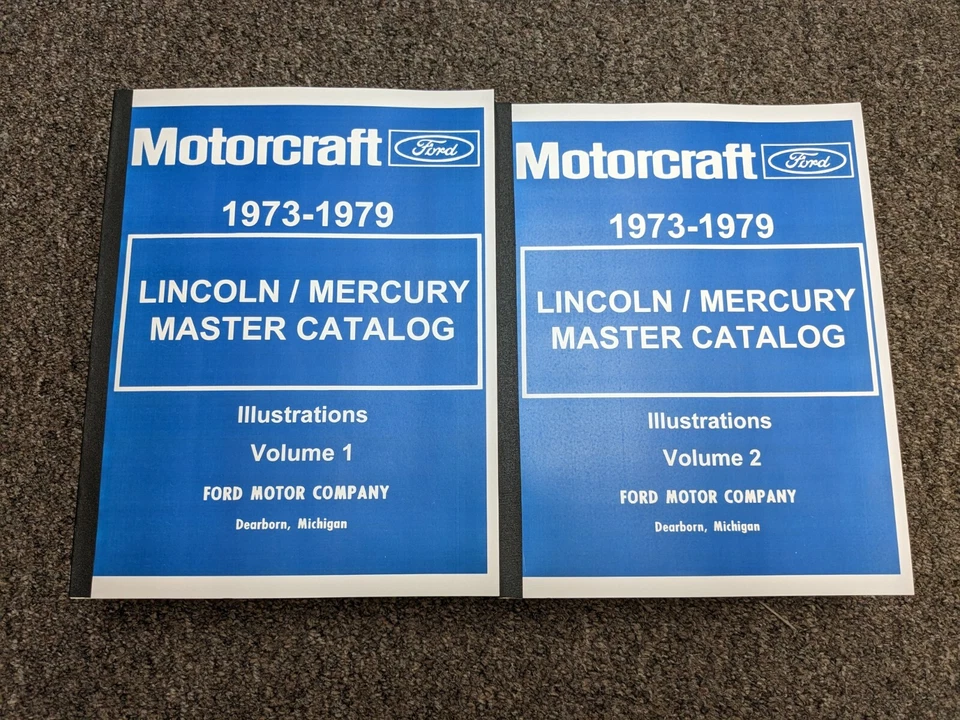 Motorcraft Ford
1973-1979
LINCOLN / MERCURY
MASTER CATALOG
Illustrations
Volume 1
FORD MOTOR COMPANY
Dearborn, Michigan
Motorcraft Ford
1973-1979
LINCOLN / MERCURY
MASTER CATALOG
Illustrations
Volume 2
FORD MOTOR COMPANY
Dearborn, Michigan